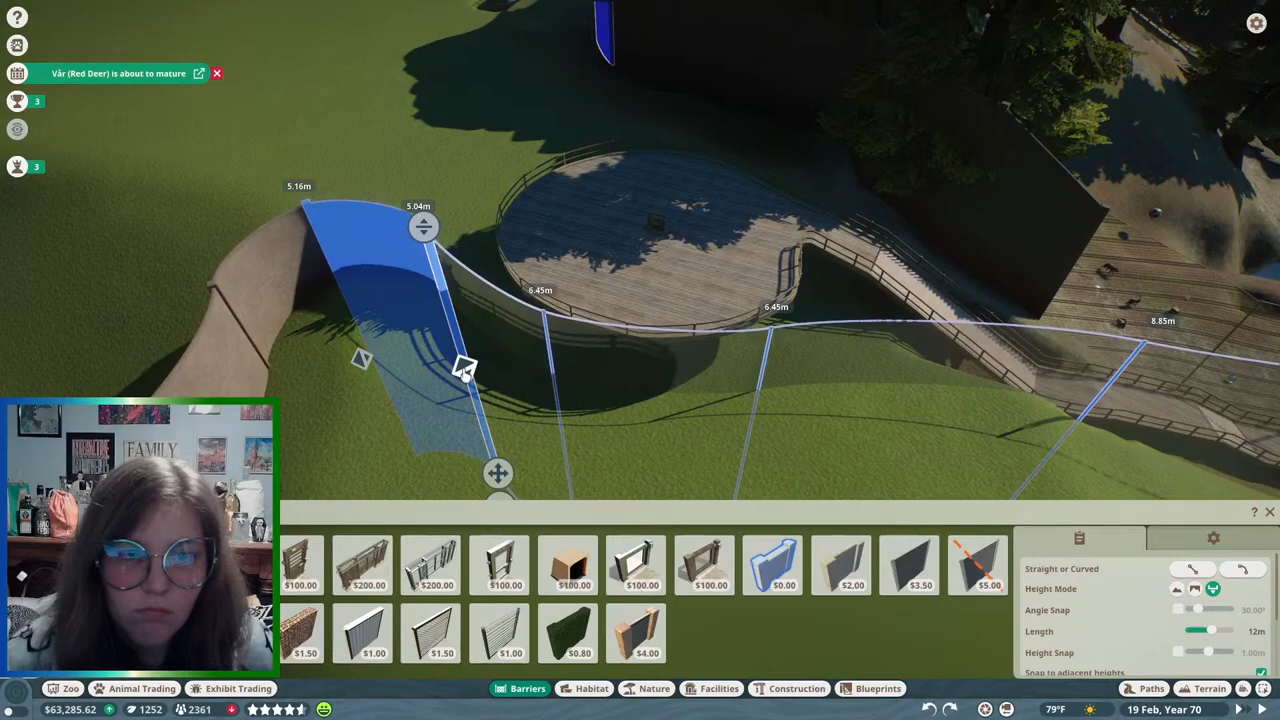 ?
Vår (Red Deer) is about to mature
3
3
5.16m
5.04m
6.45m
6.45m
8.85m
FAMILY
$100.00 $200.00 $200.00 $100.00 $100.00 $100.00 $100.00 $0.00 $2.00 $3.50 $5.00
$1.50 $1.00 $1.50 $1.00 $0.80 $4.00
?
Straight or Curved
Height Mode
Angle Snap 30.00°
Length 12m
Height Snap 1.00m
Snap to adjacent heights
Zoo Animal Trading Exhibit Trading Barriers Habitat Nature Facilities Construction Blueprints Paths Terrain
$63,285.62 1252 2361 79°F 19 Feb, Year 70